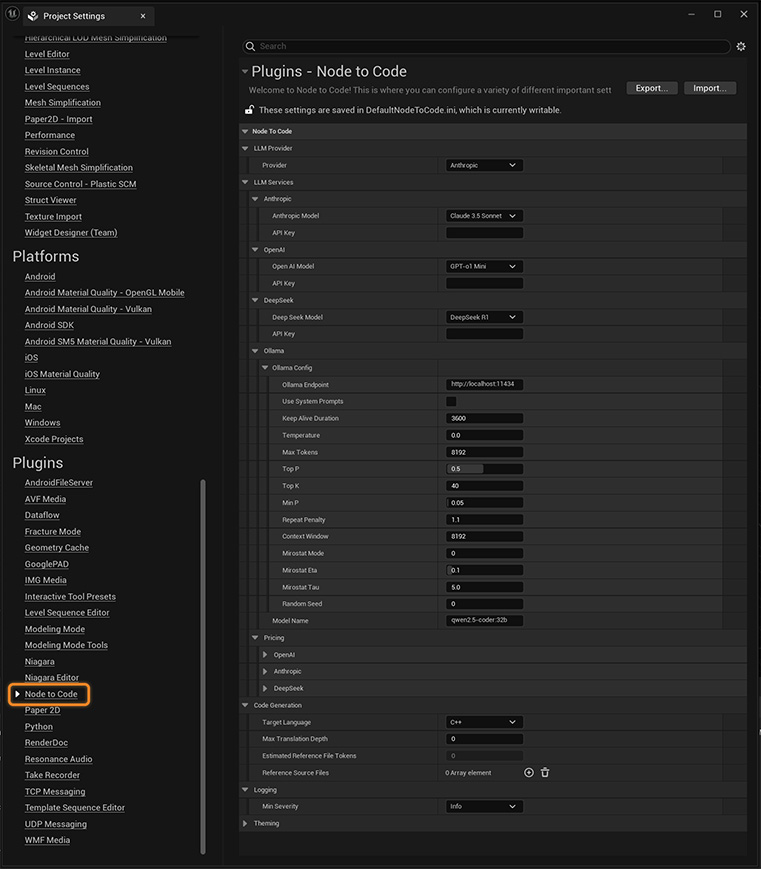 Project Settings
Hierarchical LOD Mesh Simplification
Level Editor
Level Instance
Level Sequences
Mesh Simplification
Paper2D - Import
Performance
Revision Control
Skeletal Mesh Simplification
Source Control - Plastic SCM
Struct Viewer
Texture Import
Widget Designer (Team)
Platforms
Android
Android Material Quality - OpenGL Mobile
Android Material Quality - Vulkan
Android SDK
Android SM5 Material Quality - Vulkan
iOS
iOS Material Quality
Linux
Mac
Windows
Xcode Projects
Plugins
AndroidFileServer
AVF Media
Dataflow
Fracture Mode
Geometry Cache
GooglePAD
IMG Media
Interactive Tool Presets
Level Sequence Editor
Modeling Mode
Modeling Mode Tools
Niagara
Niagara Editor
Node to Code
Paper 2D
Python
RenderDoc
Resonance Audio
Take Recorder
TCP Messaging
Template Sequence Editor
UDP Messaging
WMF Media
Search
Plugins - Node to Code
Welcome to Node to Code! This is where you can configure a variety of different important sett
Export...
Import...
These settings are saved in DefaultNodeToCode.ini, which is currently writable.
Node To Code
LLM Provider
Provider Anthropic
LLM Services
Anthropic
Anthropic Model Claude 3.5 Sonnet
API Key
OpenAI
Open AI Model GPT-o1 Mini
API Key
DeepSeek
Deep Seek Model DeepSeek R1
API Key
Ollama
Ollama Config
Ollama Endpoint http://localhost:11434
Use System Prompts
Keep Alive Duration 3600
Temperature 0.0
Max Tokens 8192
Top P 0.5
Top K 40
Min P 0.05
Repeat Penalty 1.1
Context Window 8192
Mirostat Mode 0
Mirostat Eta 0.1
Mirostat Tau 5.0
Random Seed 0
Model Name qwen2.5-coder:32b
Pricing
OpenAI
Anthropic
DeepSeek
Code Generation
Target Language C++
Max Translation Depth 0
Estimated Reference File Tokens 0
Reference Source Files 0 Array element
Logging
Min Severity Info
Theming